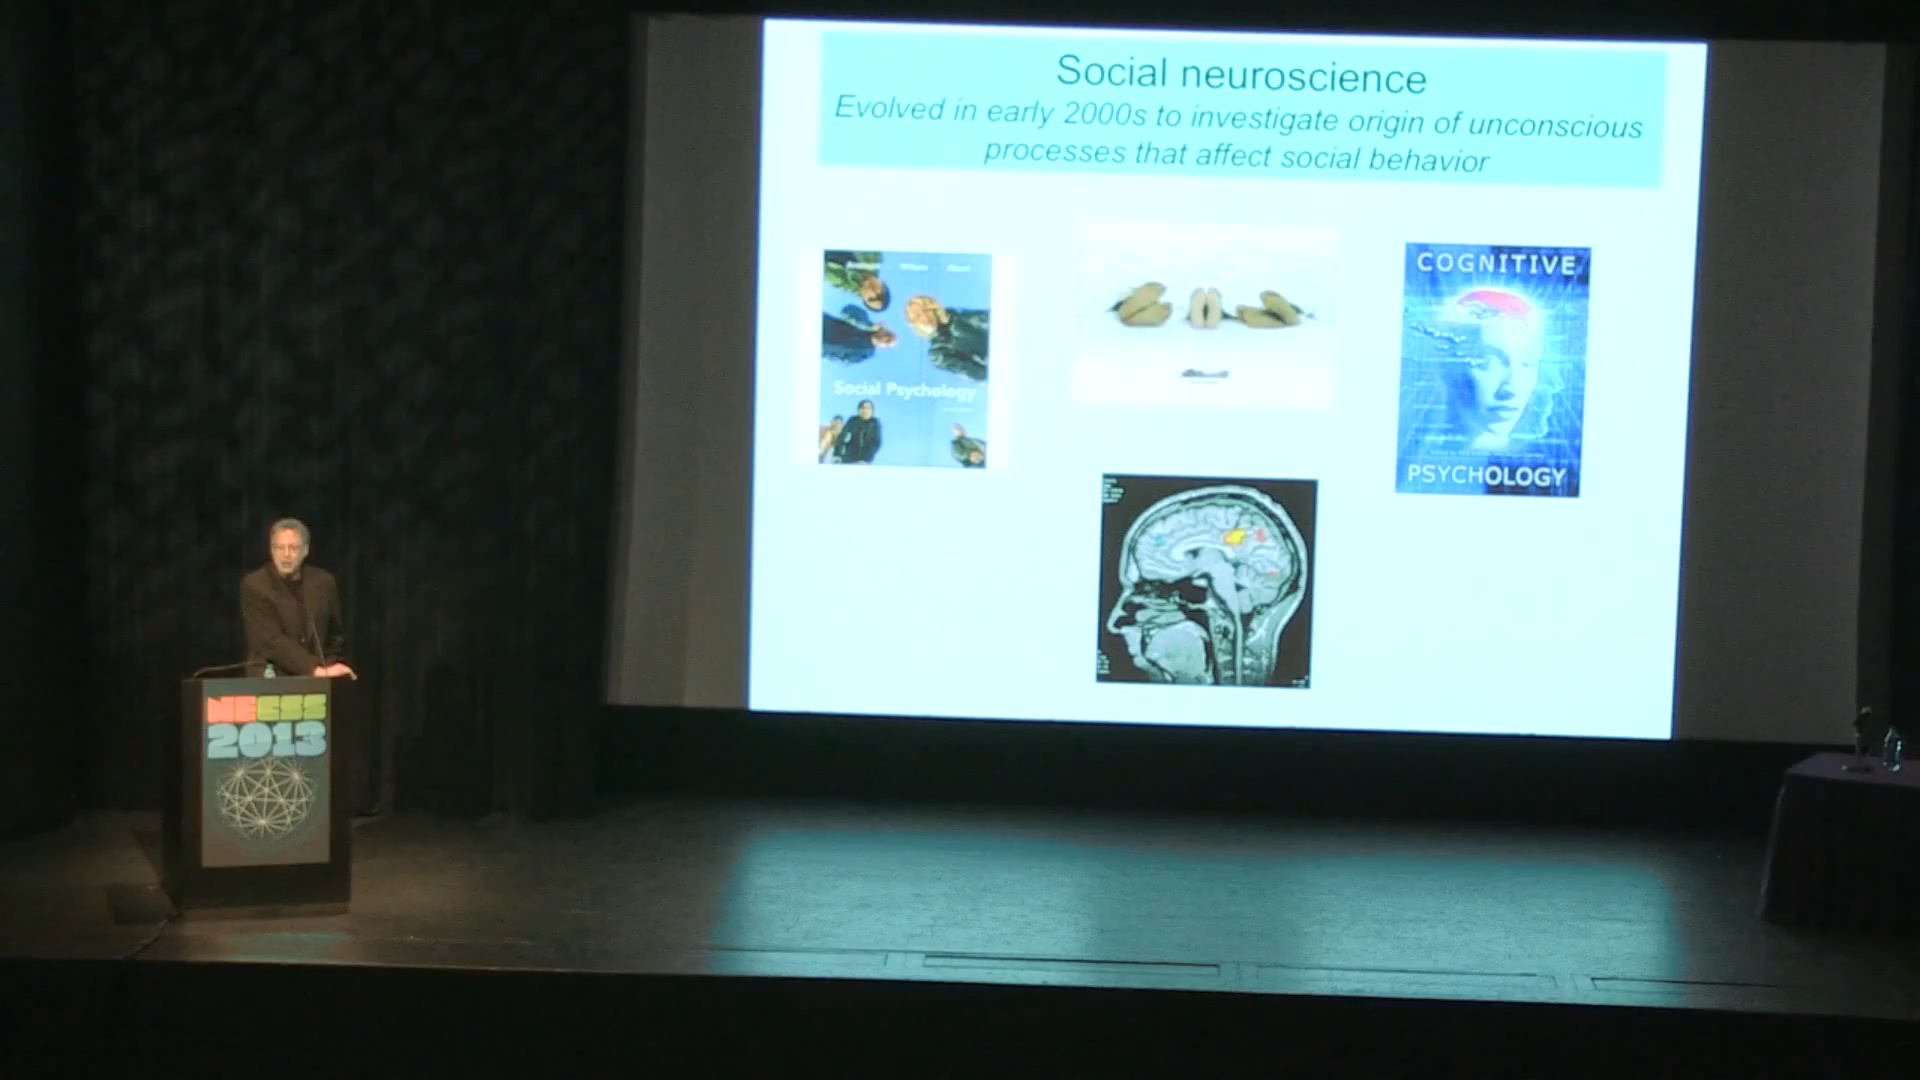 Social neuroscience
Evolved in early 2000s to investigate origin of unconscious
processes that affect social behavior
Social Psychology
COGNITIVE
PSYCHOLOGY
NECSS
2013